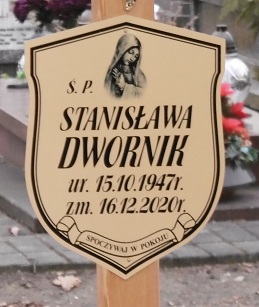 Ś. P.
STANISŁAWA
DWORNIK
ur. 15.10.1947r.
zm. 16.12.2020r.
SPOCZYWAJ W POKOJU